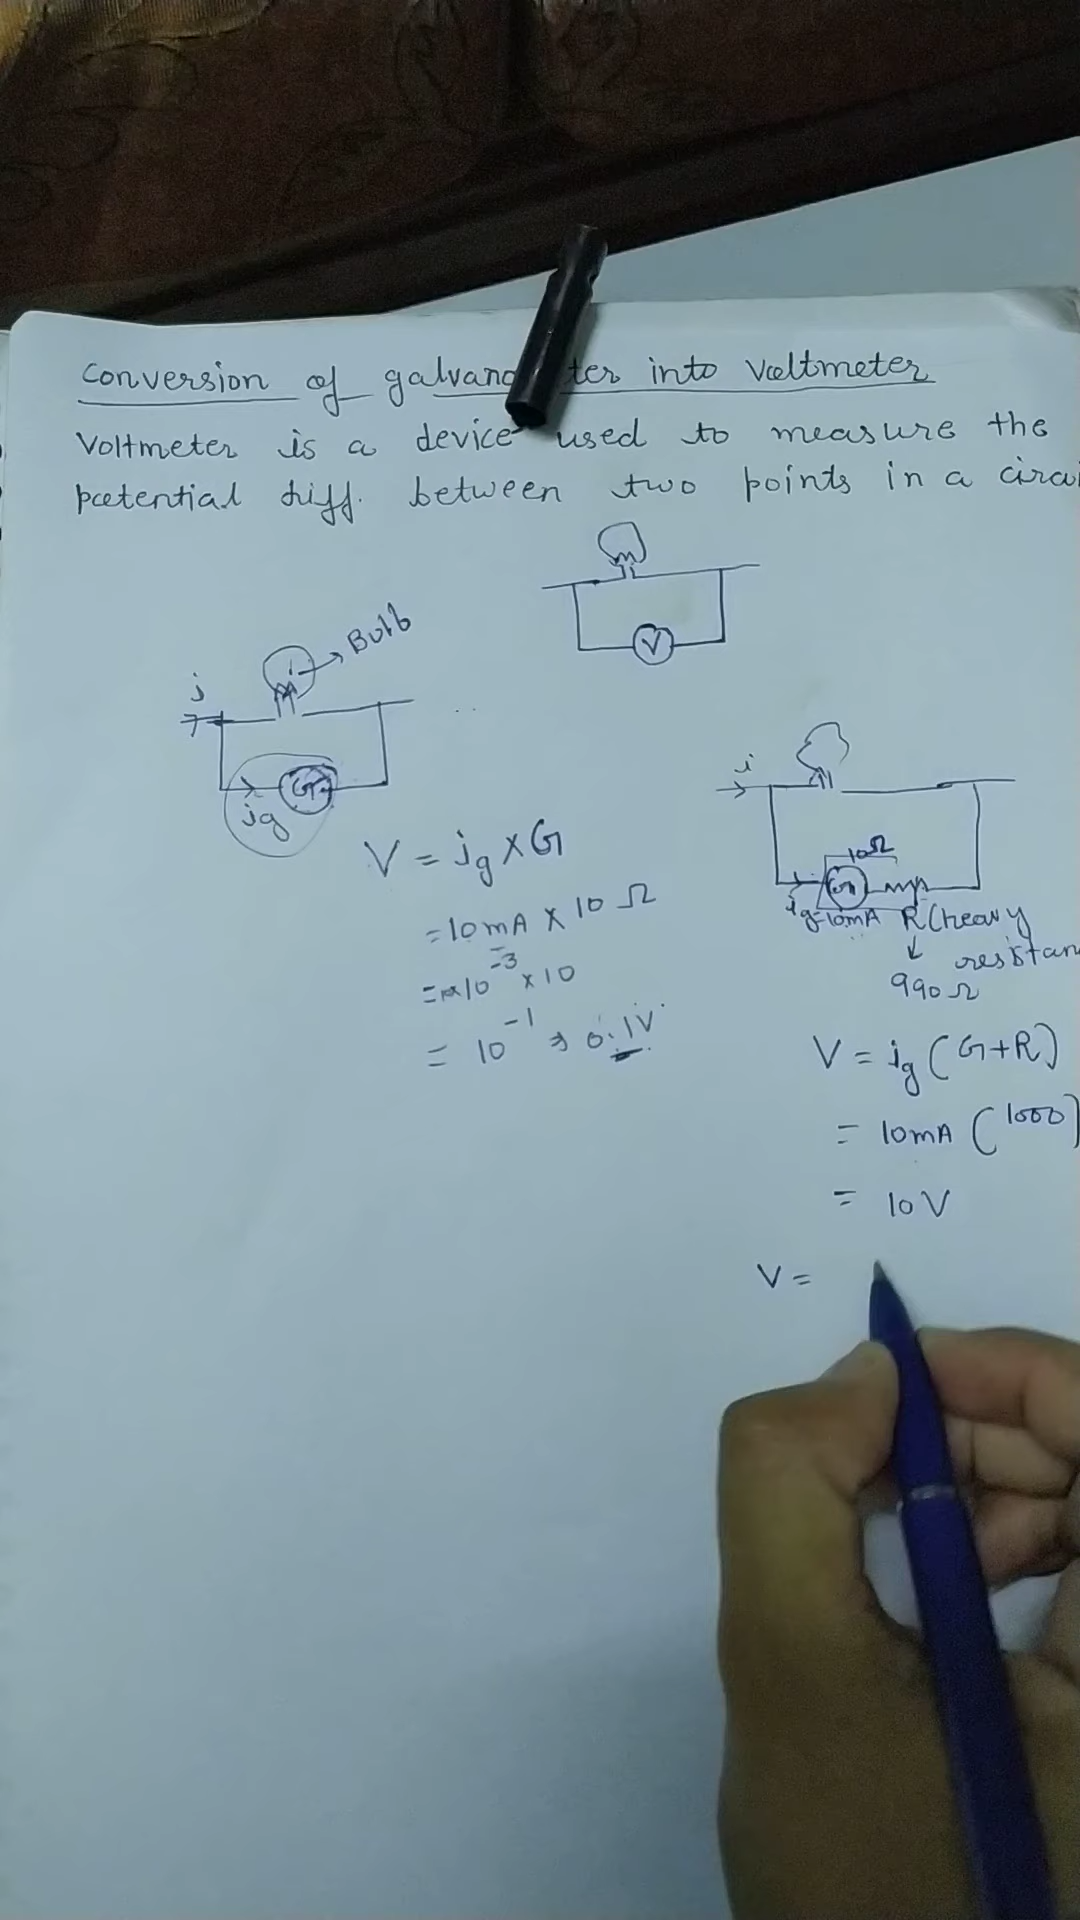 Conversion of galvano ter into Voltmeter
Voltmeter is a device used to measure the
potential diff. between two points in a circui
V
Bulb
i
G
ig
V = ig x G
= 10mA x 10 Ω
= 10⁻³ x 10
= 10⁻¹ ⇒ 0.1V
i
10Ω
G
ig=10mA R (heavy
resistan
990Ω
V = ig (G+R)
= 10mA (1000)
= 10V
V =